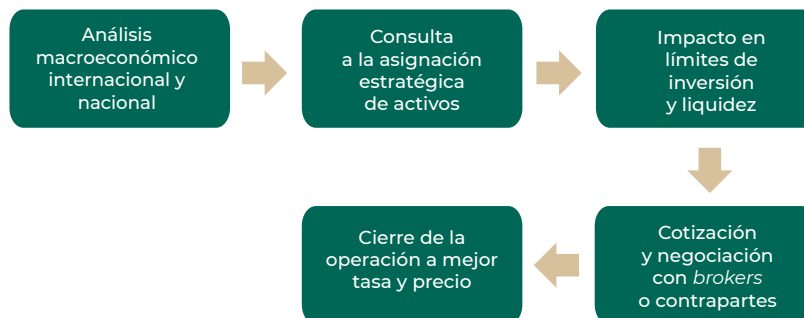 Análisis
macroeconómico
internacional y
nacional
Consulta
a la asignación
estratégica
de activos
Impacto en
límites de
inversión
y liquidez
Cotización
y negociación
con brokers
o contrapartes
Cierre de la
operación a mejor
tasa y precio